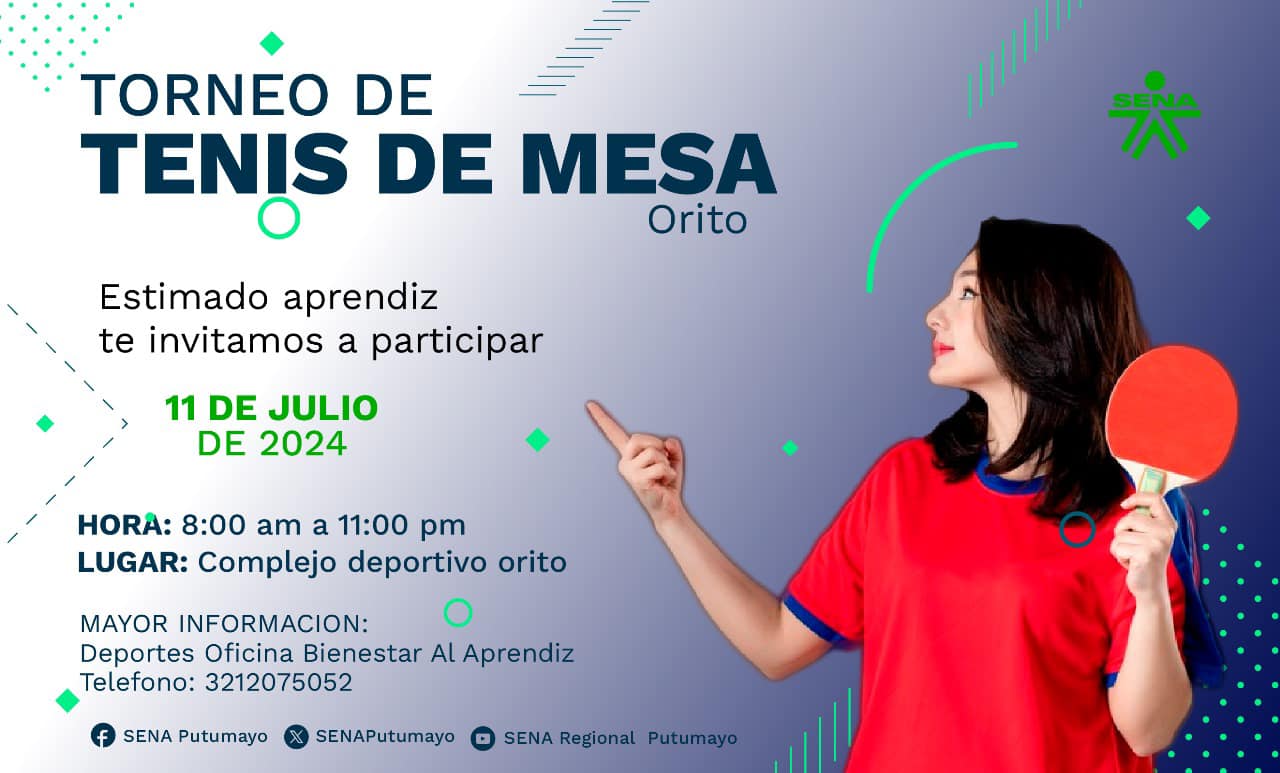 TORNEO DE
TENIS DE MESA
Orito
SENA
Estimado aprendiz
te invitamos a participar
11 DE JULIO
DE 2024
HORA: 8:00 am a 11:00 pm
LUGAR: Complejo deportivo orito
MAYOR INFORMACION:
Deportes Oficina Bienestar Al Aprendiz
Telefono: 3212075052
SENA Putumayo SENAPutumayo SENA Regional Putumayo